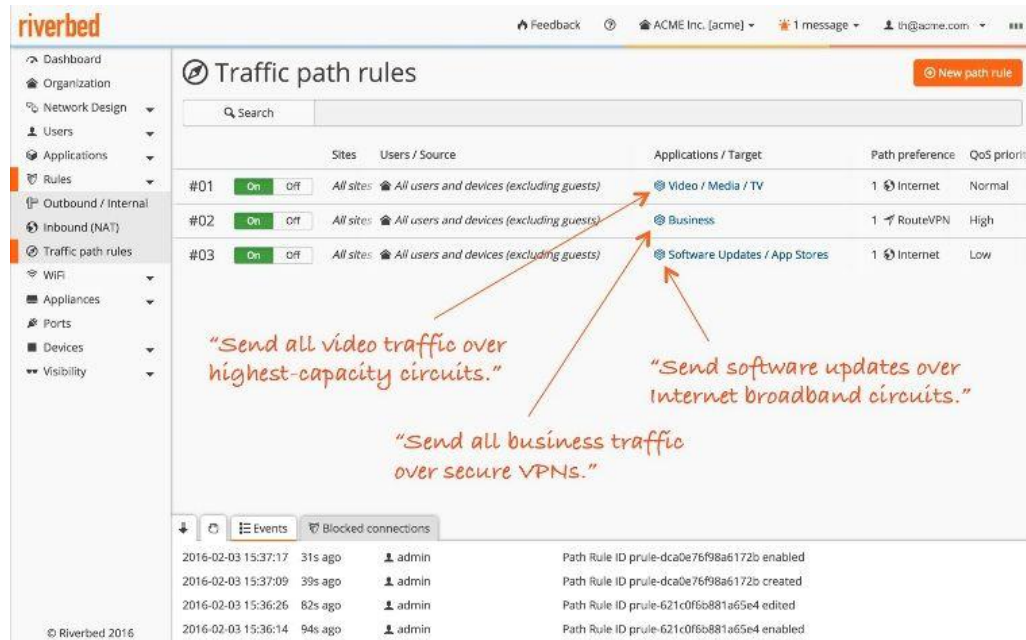 riverbed
Feedback
ACME Inc. [acme]
1 message
th@acme.com
Dashboard
Organization
Network Design
Users
Applications
Rules
Outbound / Internal
Inbound (NAT)
Traffic path rules
WiFi
Appliances
Ports
Devices
Visibility
© Riverbed 2016
Traffic path rules
New path rule
Search
Sites Users / Source Applications / Target Path preference QoS priorit
#01 On Off All sites All users and devices (excluding guests) Video / Media / TV 1 Internet Normal
#02 On Off All sites All users and devices (excluding guests) Business 1 RouteVPN High
#03 On Off All sites All users and devices (excluding guests) Software Updates / App Stores 1 Internet Low
"Send all video traffic over
highest-capacity circuits."
"Send software updates over
Internet broadband circuits."
"Send all business traffic
over secure VPNs."
Events
Blocked connections
2016-02-03 15:37:17 31s ago admin Path Rule ID prule-dca0e76f98a6172b enabled
2016-02-03 15:37:09 39s ago admin Path Rule ID prule-dca0e76f98a6172b created
2016-02-03 15:36:26 82s ago admin Path Rule ID prule-621c0f6b881a65e4 edited
2016-02-03 15:36:14 94s ago admin Path Rule ID prule-621c0f6b881a65e4 enabled